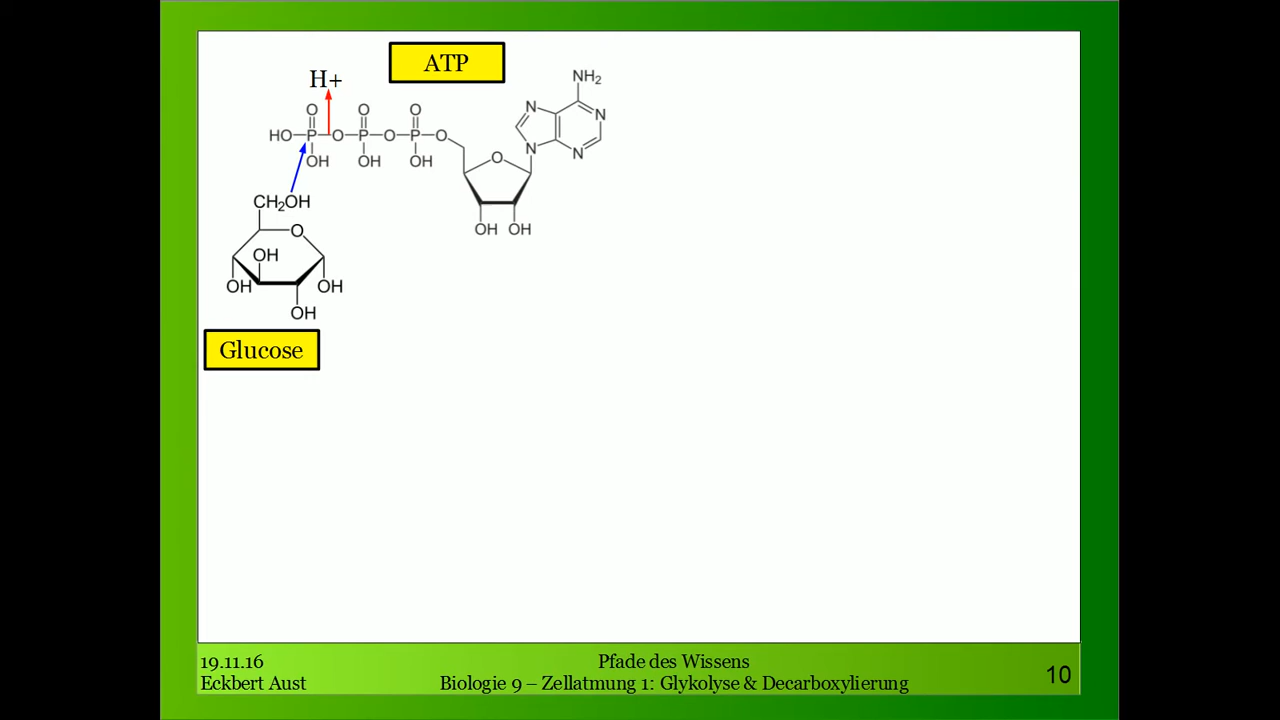 ATP
H+
NH₂
O O O
N N
HO P O P O P O
N N
OH OH OH
O
CH₂OH
OH OH
O
OH
OH OH
OH
Glucose
19.11.16
Pfade des Wissens
Eckbert Aust
Biologie 9 – Zellatmung 1: Glykolyse & Decarboxylierung
10